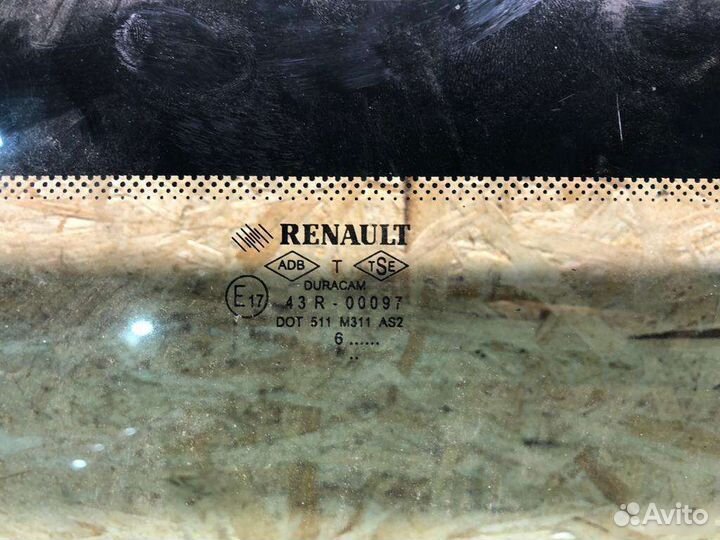 RENAULT
ADB T TSE
DURACAM
E17 43R-00097
DOT 511 M311 AS2
6 ......
..
Avito